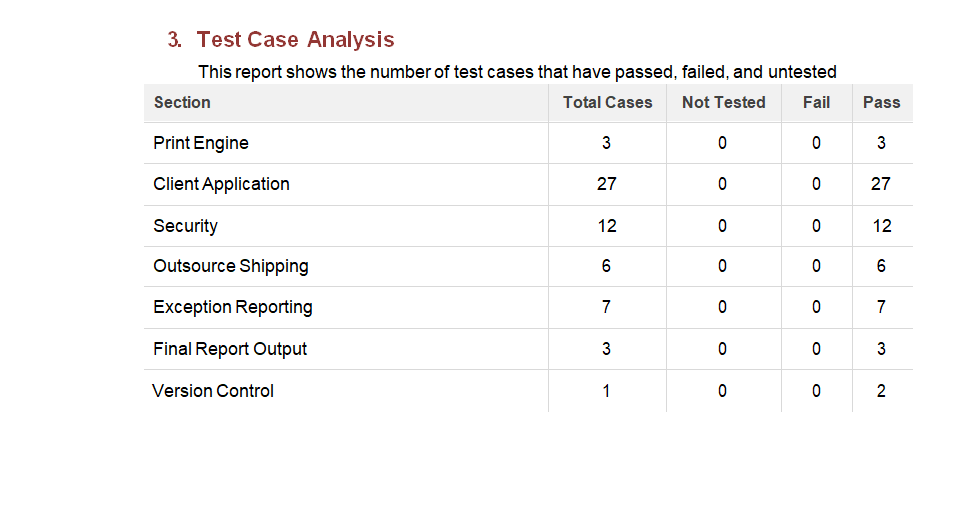 3. Test Case Analysis
This report shows the number of test cases that have passed, failed, and untested
Section Total Cases Not Tested Fail Pass
Print Engine 3 0 0 3
Client Application 27 0 0 27
Security 12 0 0 12
Outsource Shipping 6 0 0 6
Exception Reporting 7 0 0 7
Final Report Output 3 0 0 3
Version Control 1 0 0 2